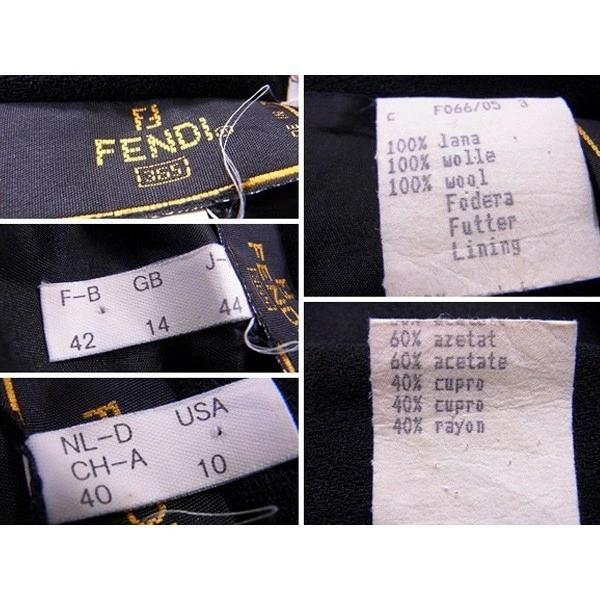 FENDI
365
F-B GB J-
42 14 44
NL-D USA
CH-A
40 10
C F066/05 3
100% lana
100% wolle
100% wool
Fodera
Futter
Lining
60% azetat
60% acetate
40% cupro
40% cupro
40% rayon